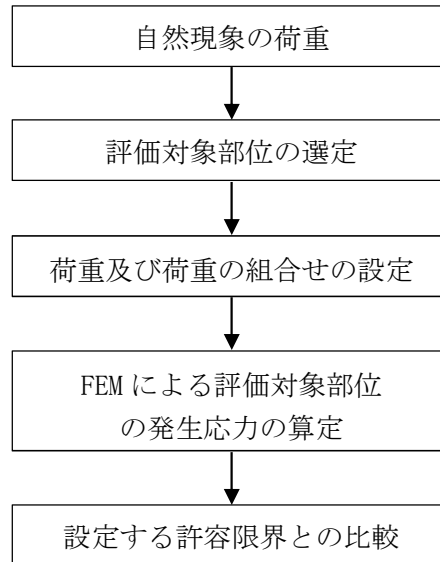 自然現象の荷重
評価対象部位の選定
荷重及び荷重の組合せの設定
FEM による評価対象部位
の発生応力の算定
設定する許容限界との比較